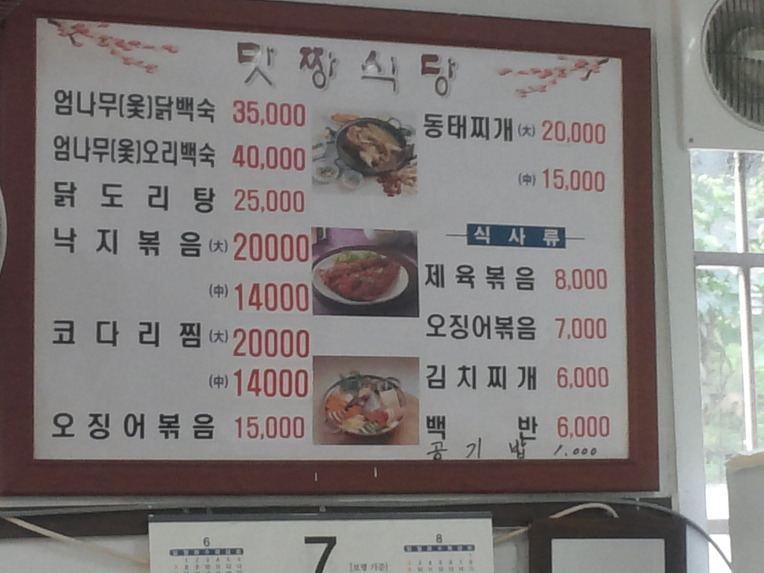 맛짱식당
엄나무(옻)닭백숙 35,000
엄나무(옻)오리백숙 40,000
닭도리탕 25,000
낙지볶음(大) 20000
(中) 14000
코다리찜(大) 20000
(中) 14000
오징어볶음 15,000
동태찌개(大) 20,000
(中) 15,000
식사류
제육볶음 8,000
오징어볶음 7,000
김치찌개 6,000
백반 6,000
공기밥 1.000
6
7
8